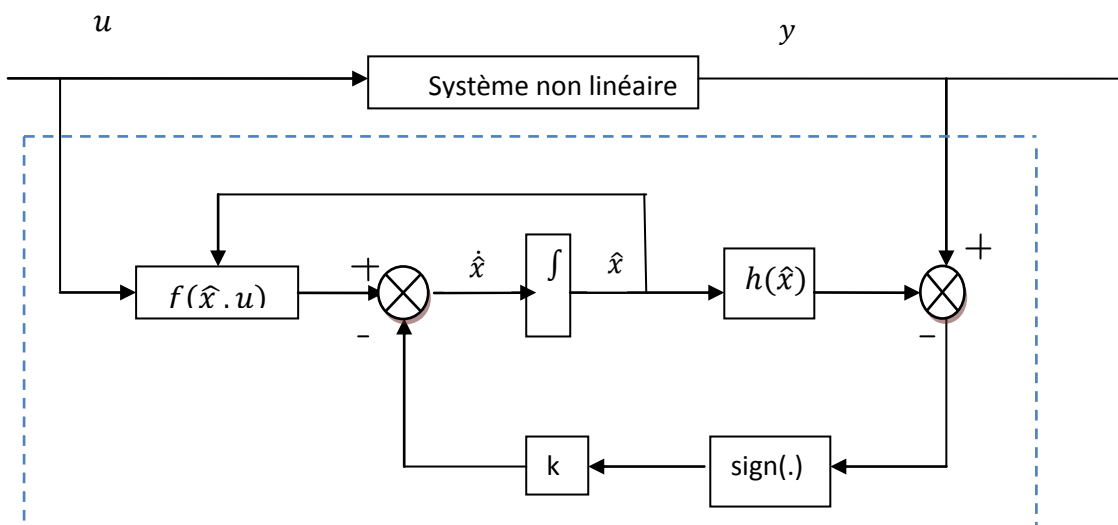 u
y
Système non linéaire
+
f(x̂.u)
-
ẋ̂
∫
x̂
h(x̂)
+
-
k
sign(.)